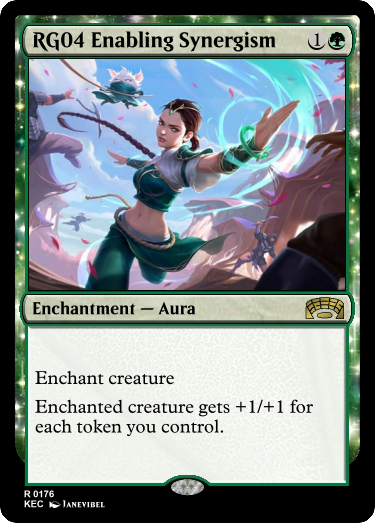 RG04 Enabling Synergism 1
Enchantment — Aura
Enchant creature
Enchanted creature gets +1/+1 for
each token you control.
R 0176
KEC JANEVIBEL